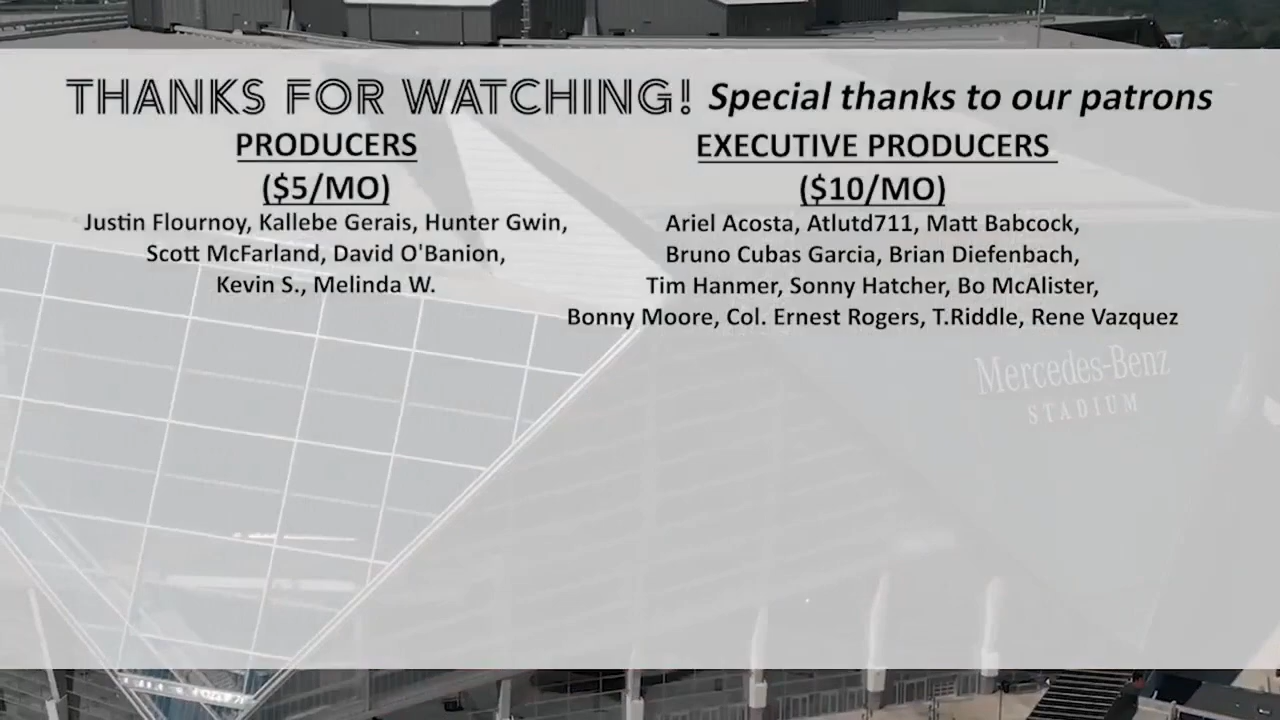 THANKS FOR WATCHING! Special thanks to our patrons
PRODUCERS
($5/MO)
Justin Flournoy, Kallebe Gerais, Hunter Gwin,
Scott McFarland, David O'Banion,
Kevin S., Melinda W.
EXECUTIVE PRODUCERS
($10/MO)
Ariel Acosta, Atlutd711, Matt Babcock,
Bruno Cubas Garcia, Brian Diefenbach,
Tim Hanmer, Sonny Hatcher, Bo McAlister,
Bonny Moore, Col. Ernest Rogers, T.Riddle, Rene Vazquez
Mercedes-Benz
STADIUM